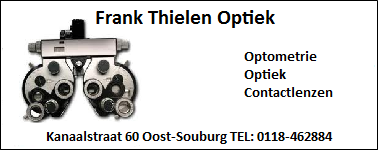 Frank Thielen Optiek
Optometrie
Optiek
Contactlenzen
Kanaalstraat 60 Oost-Souburg TEL: 0118-462884